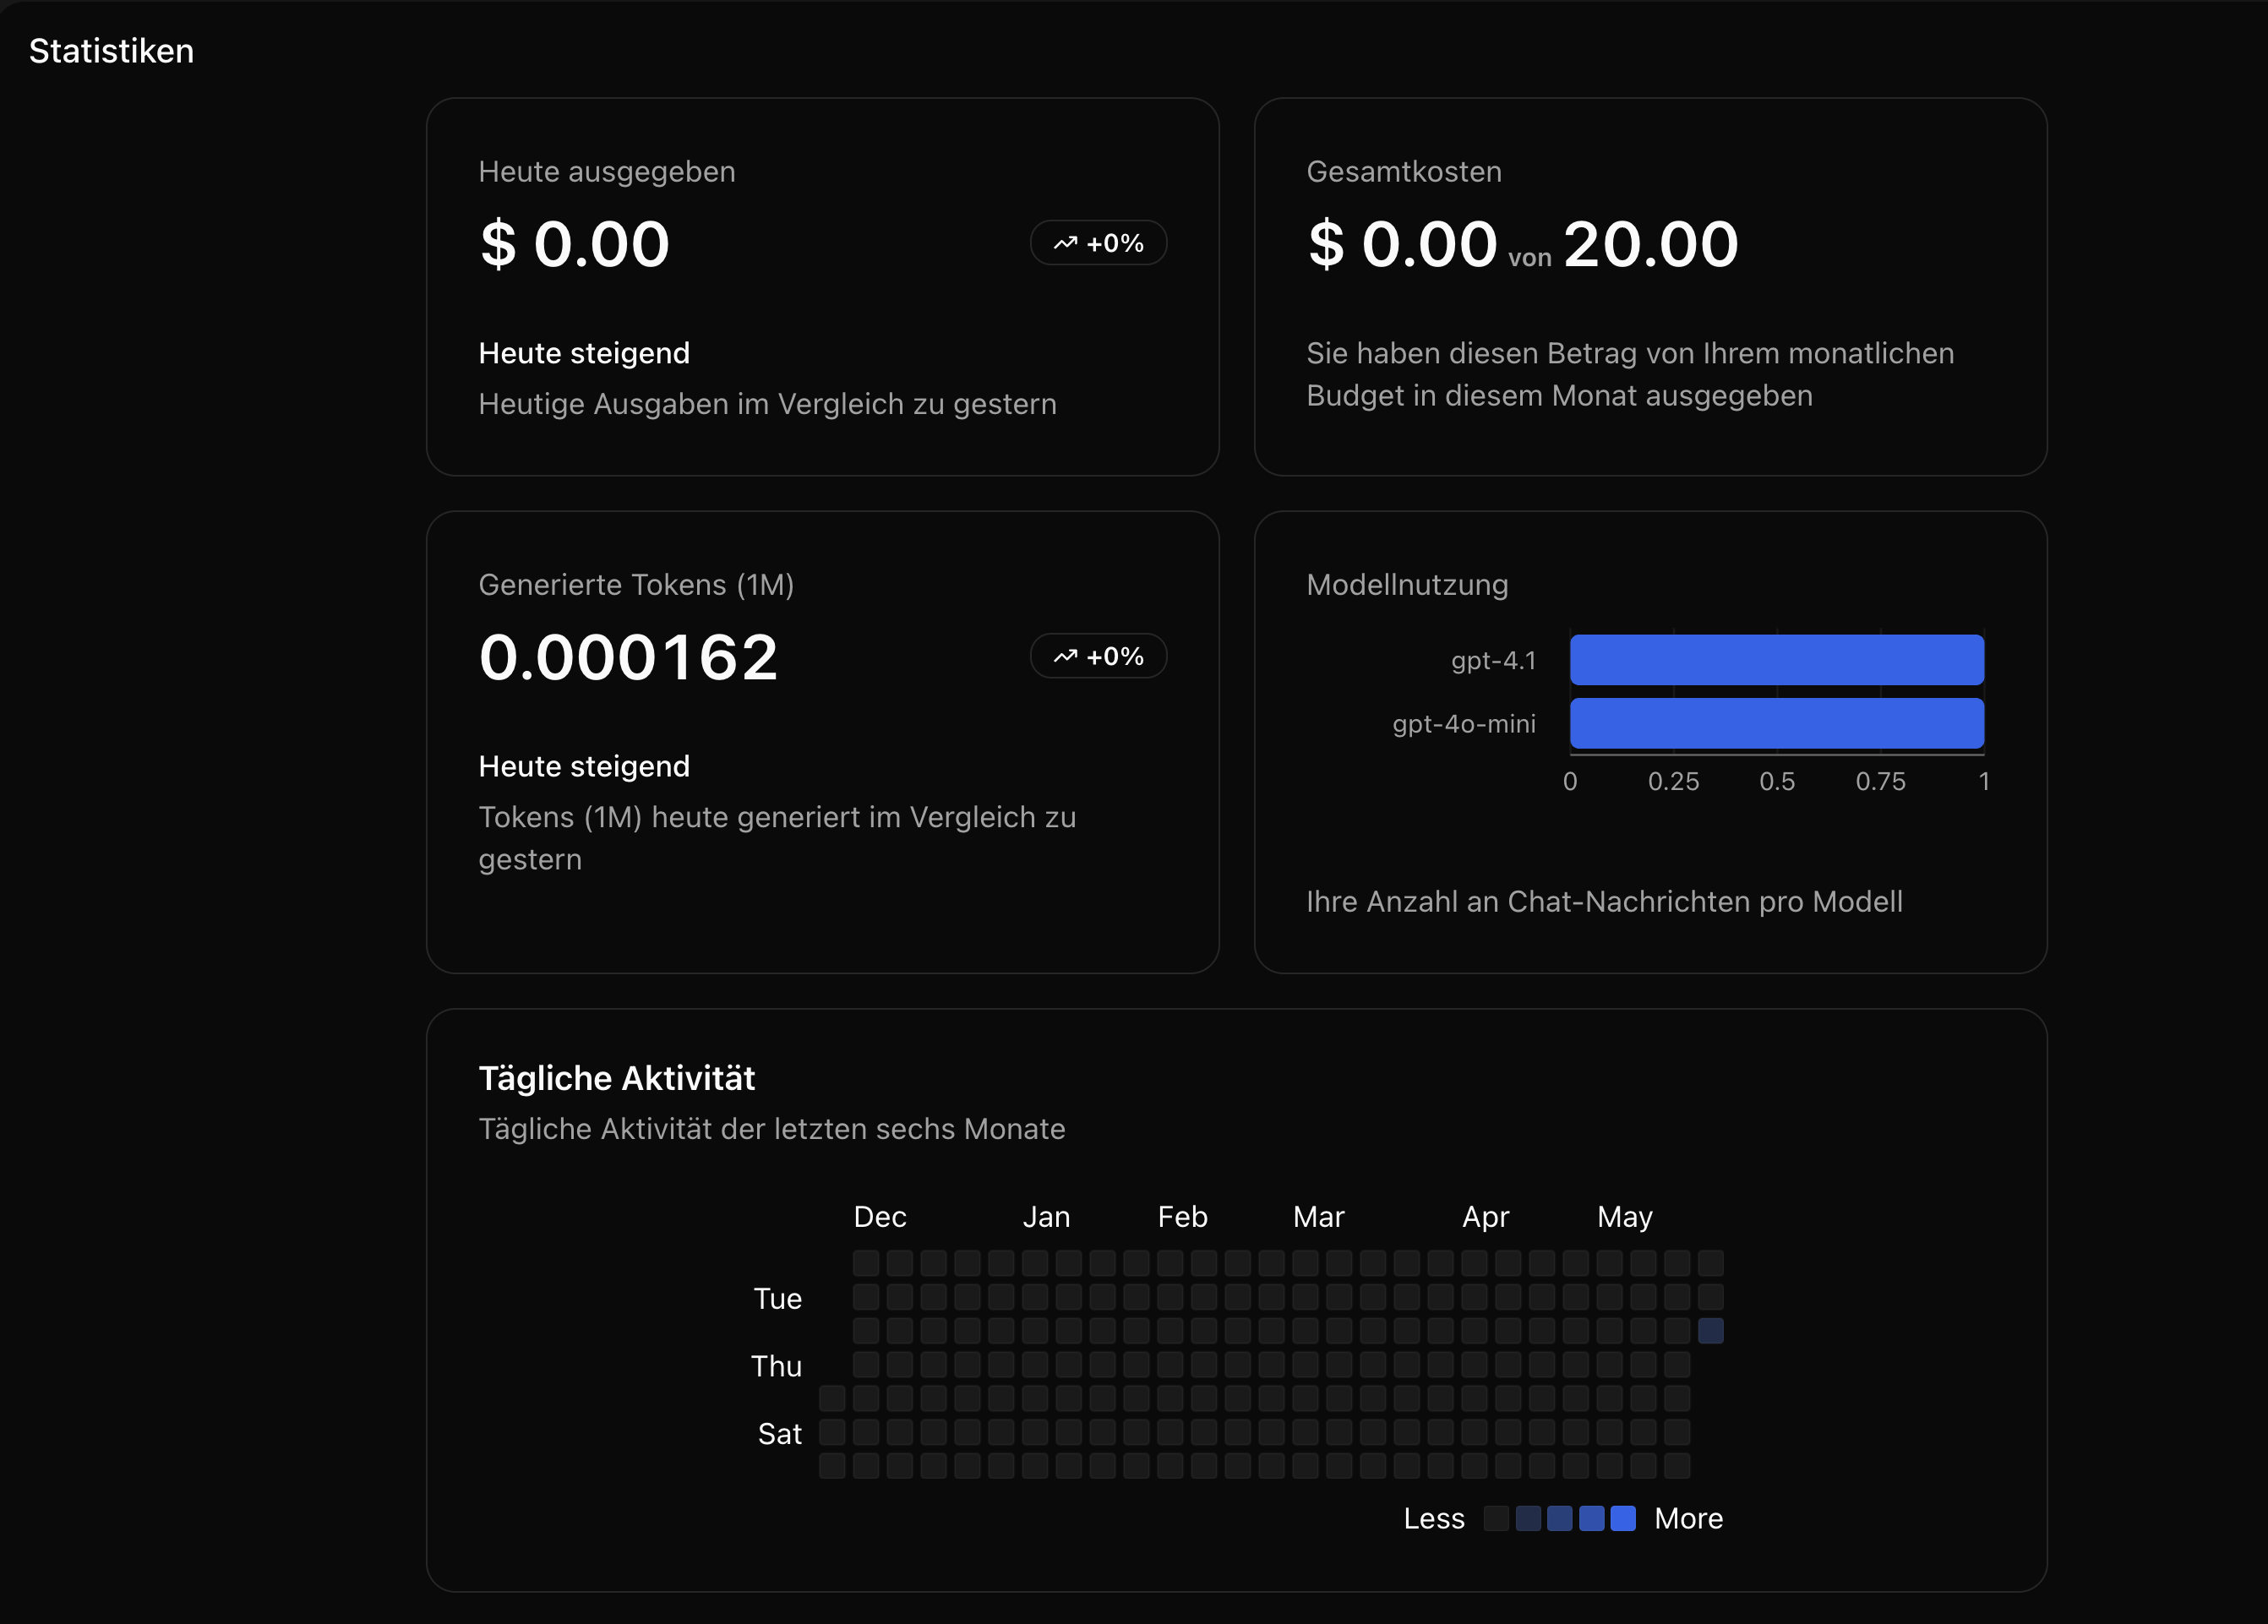 Statistiken
Heute ausgegeben
$ 0.00
+0%
Heute steigend
Heutige Ausgaben im Vergleich zu gestern
Gesamtkosten
$ 0.00 von 20.00
Sie haben diesen Betrag von Ihrem monatlichen
Budget in diesem Monat ausgegeben
Generierte Tokens (1M)
0.000162
+0%
Heute steigend
Tokens (1M) heute generiert im Vergleich zu
gestern
Modellnutzung
gpt-4.1
gpt-4o-mini
0 0.25 0.5 0.75 1
Ihre Anzahl an Chat-Nachrichten pro Modell
Tägliche Aktivität
Tägliche Aktivität der letzten sechs Monate
Dec Jan Feb Mar Apr May
Tue
Thu
Sat
Less More